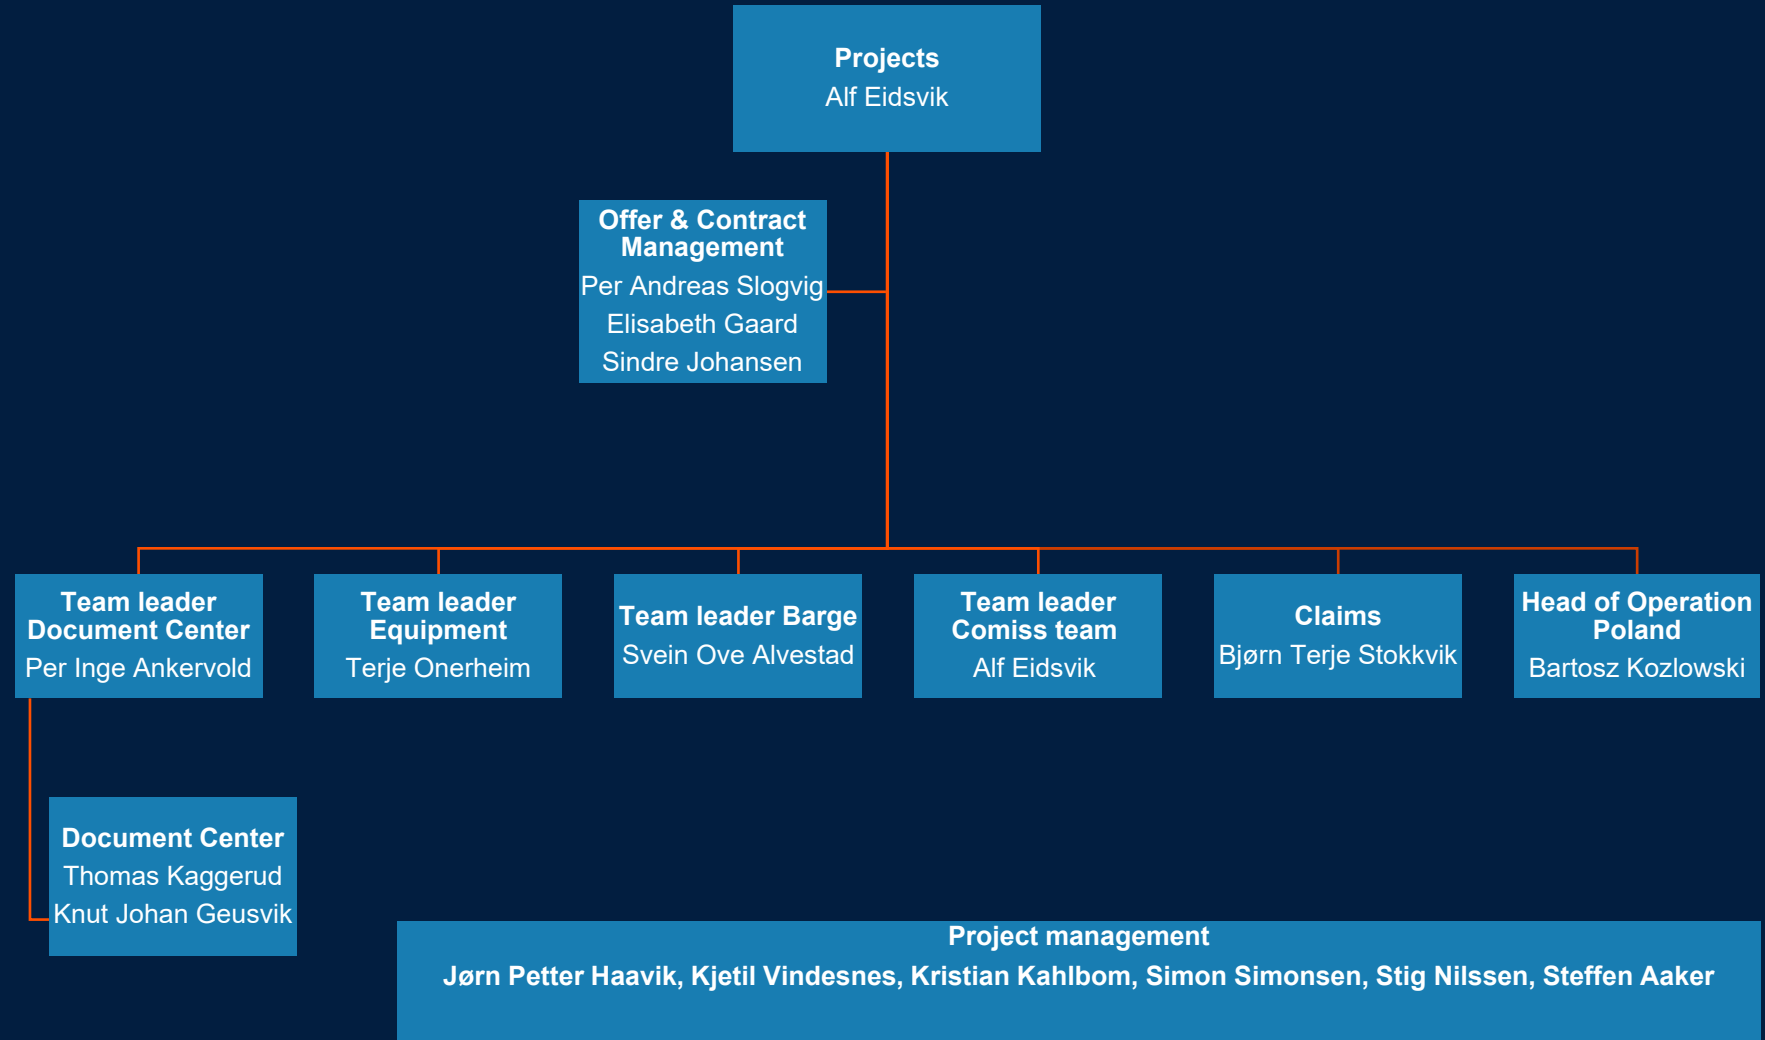 Projects
Alf Eidsvik
Offer & Contract
Management
Per Andreas Slogvig
Elisabeth Gaard
Sindre Johansen
Team leader
Document Center
Per Inge Ankervold
Team leader
Equipment
Terje Onerheim
Team leader Barge
Svein Ove Alvestad
Team leader
Comiss team
Alf Eidsvik
Claims
Bjørn Terje Stokkvik
Head of Operation
Poland
Bartosz Kozlowski
Document Center
Thomas Kaggerud
Knut Johan Geusvik
Project management
Jørn Petter Haavik, Kjetil Vindesnes, Kristian Kahlbom, Simon Simonsen, Stig Nilssen, Steffen Aaker